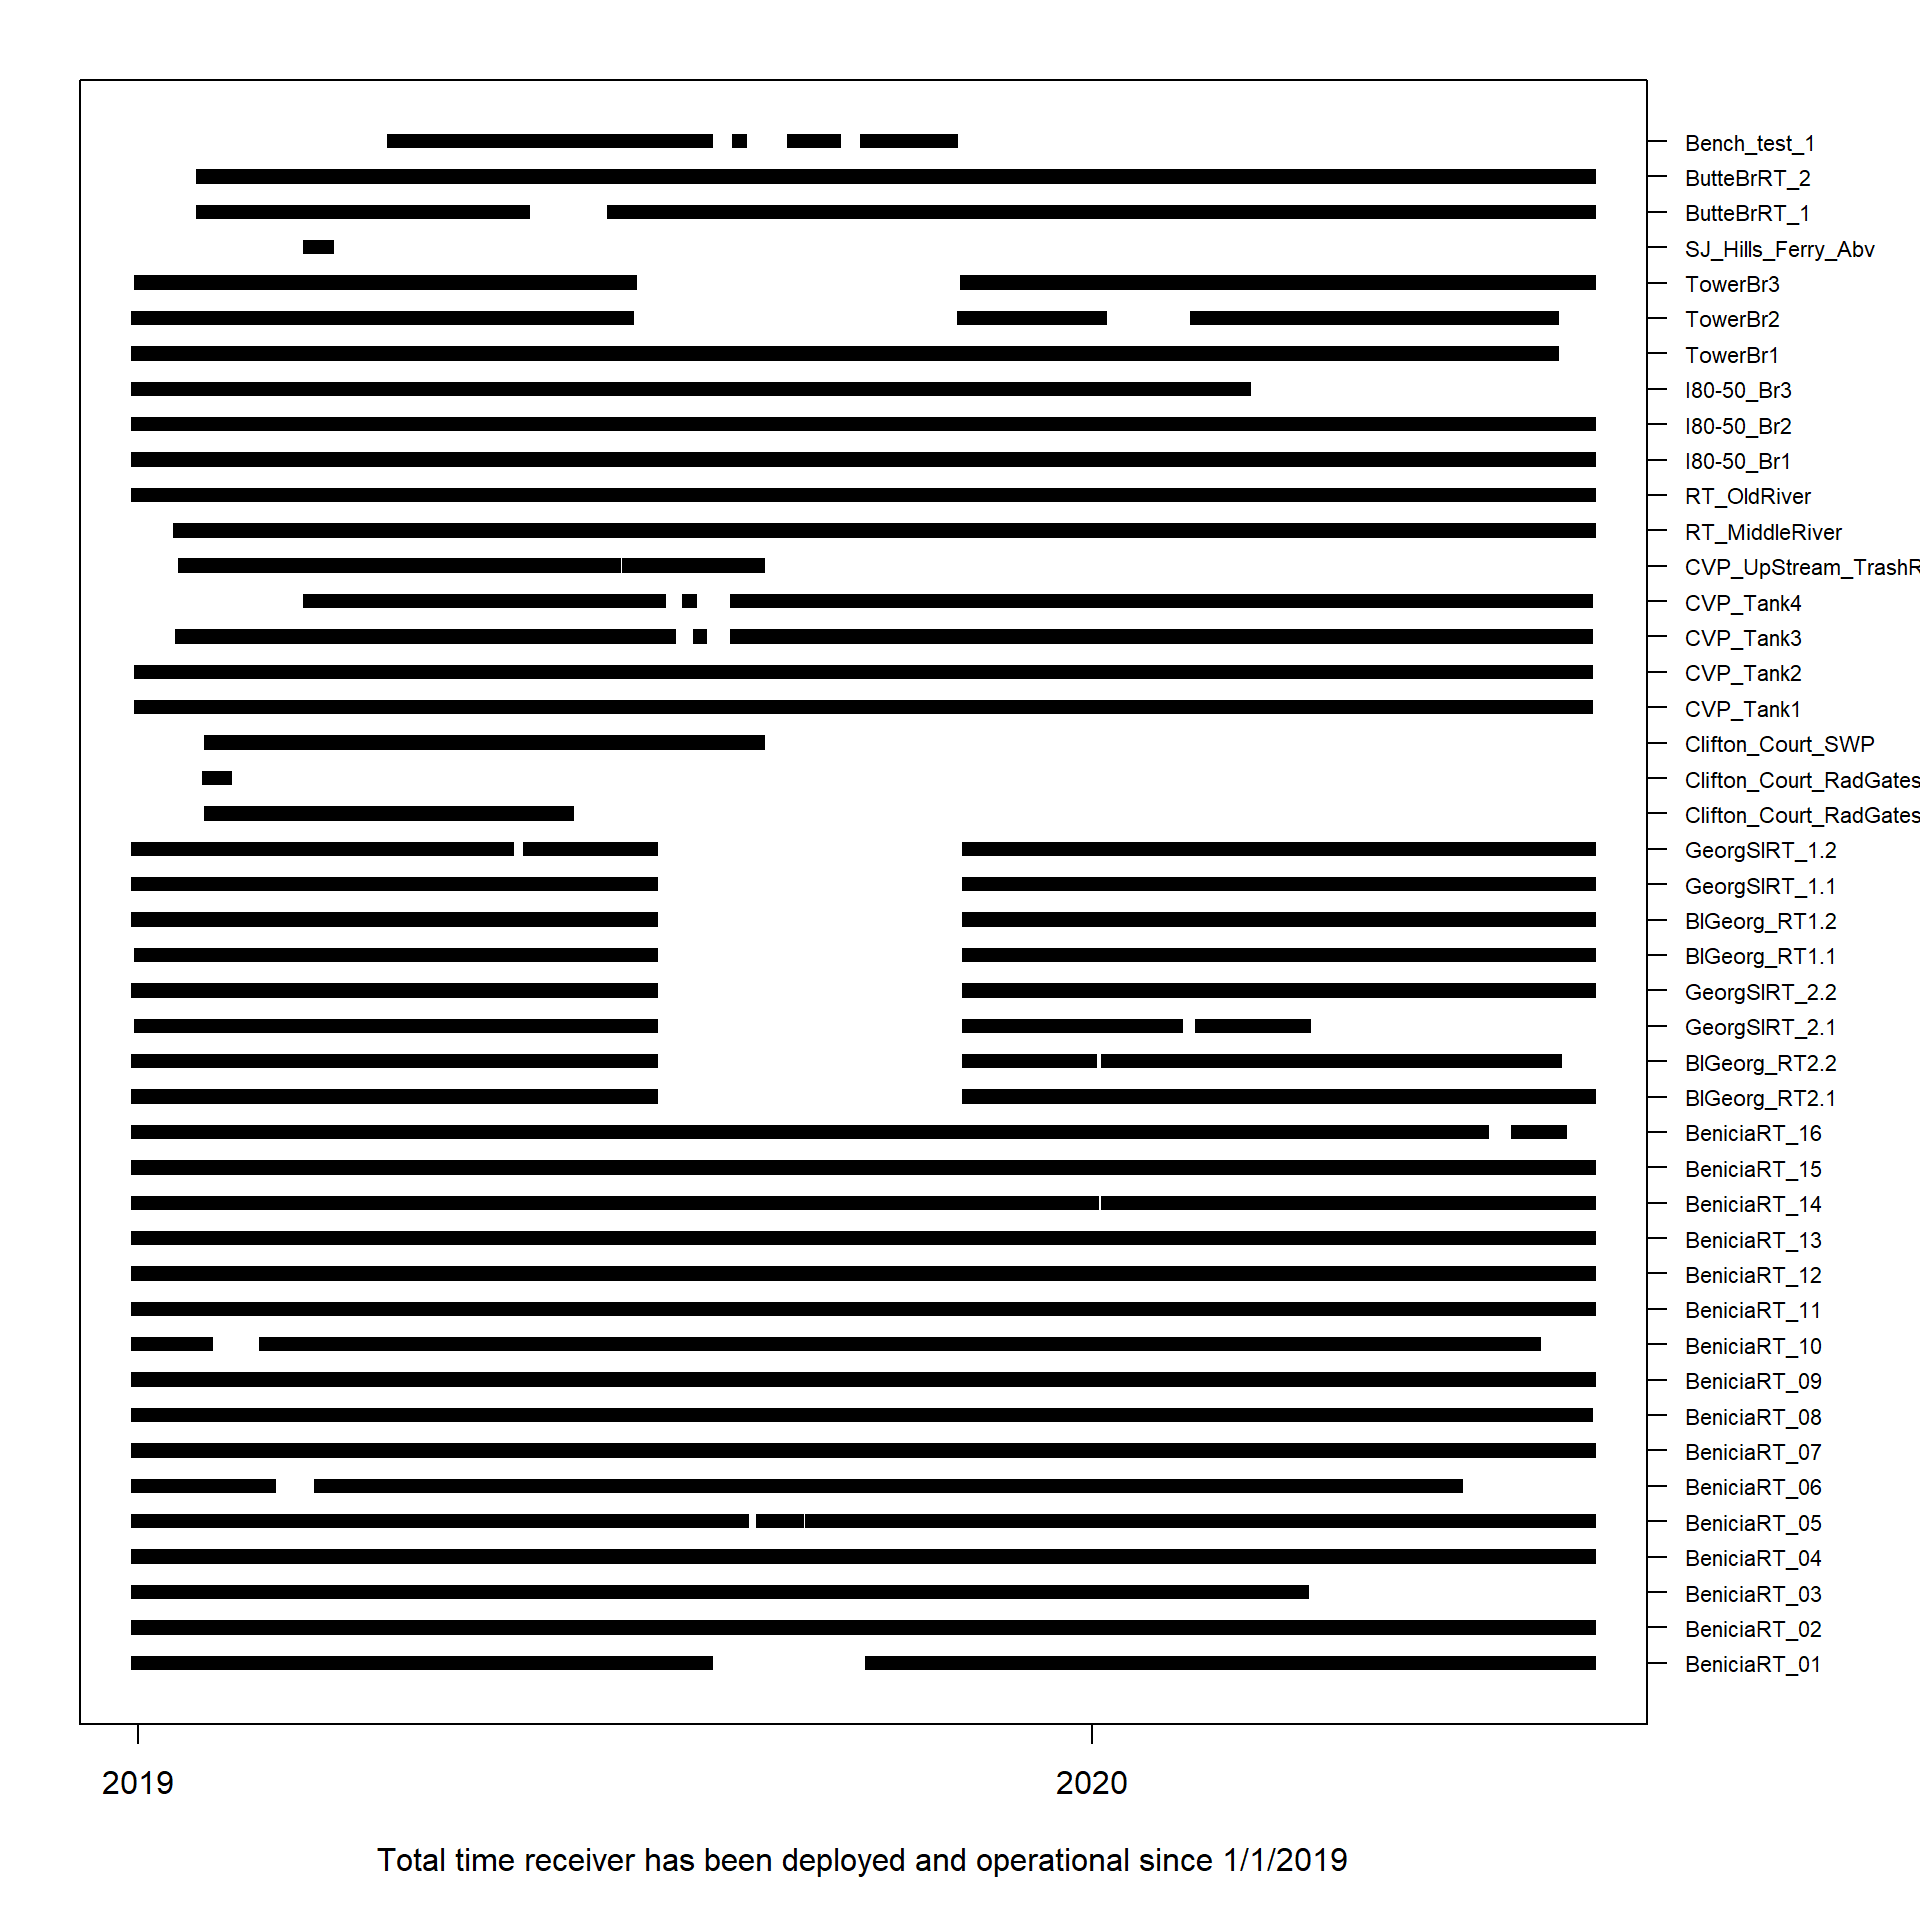 Bench_test_1
ButteBrRT_2
ButteBrRT_1
SJ_Hills_Ferry_Abv
TowerBr3
TowerBr2
TowerBr1
I80-50_Br3
I80-50_Br2
I80-50_Br1
RT_OldRiver
RT_MiddleRiver
CVP_UpStream_TrashR
CVP_Tank4
CVP_Tank3
CVP_Tank2
CVP_Tank1
Clifton_Court_SWP
Clifton_Court_RadGates
Clifton_Court_RadGates
GeorgSlRT_1.2
GeorgSlRT_1.1
BlGeorg_RT1.2
BlGeorg_RT1.1
GeorgSlRT_2.2
GeorgSlRT_2.1
BlGeorg_RT2.2
BlGeorg_RT2.1
BeniciaRT_16
BeniciaRT_15
BeniciaRT_14
BeniciaRT_13
BeniciaRT_12
BeniciaRT_11
BeniciaRT_10
BeniciaRT_09
BeniciaRT_08
BeniciaRT_07
BeniciaRT_06
BeniciaRT_05
BeniciaRT_04
BeniciaRT_03
BeniciaRT_02
BeniciaRT_01
2019 2020
Total time receiver has been deployed and operational since 1/1/2019